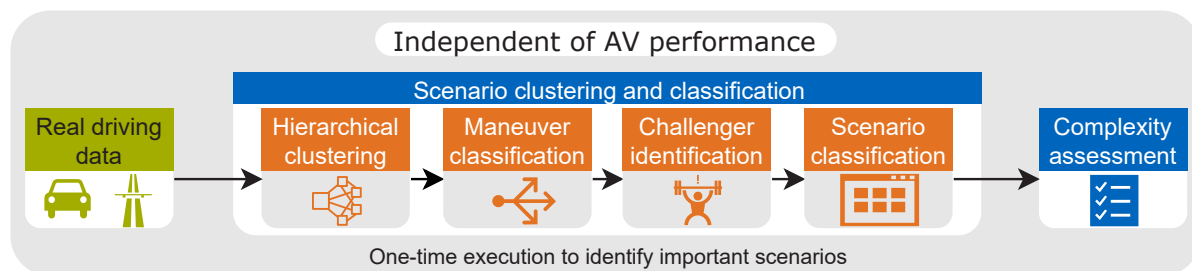 Independent of AV performance
Scenario clustering and classification
Real driving
data
Hierarchical
clustering
Maneuver
classification
Challenger
identification
Scenario
classification
Complexity
assessment
One-time execution to identify important scenarios